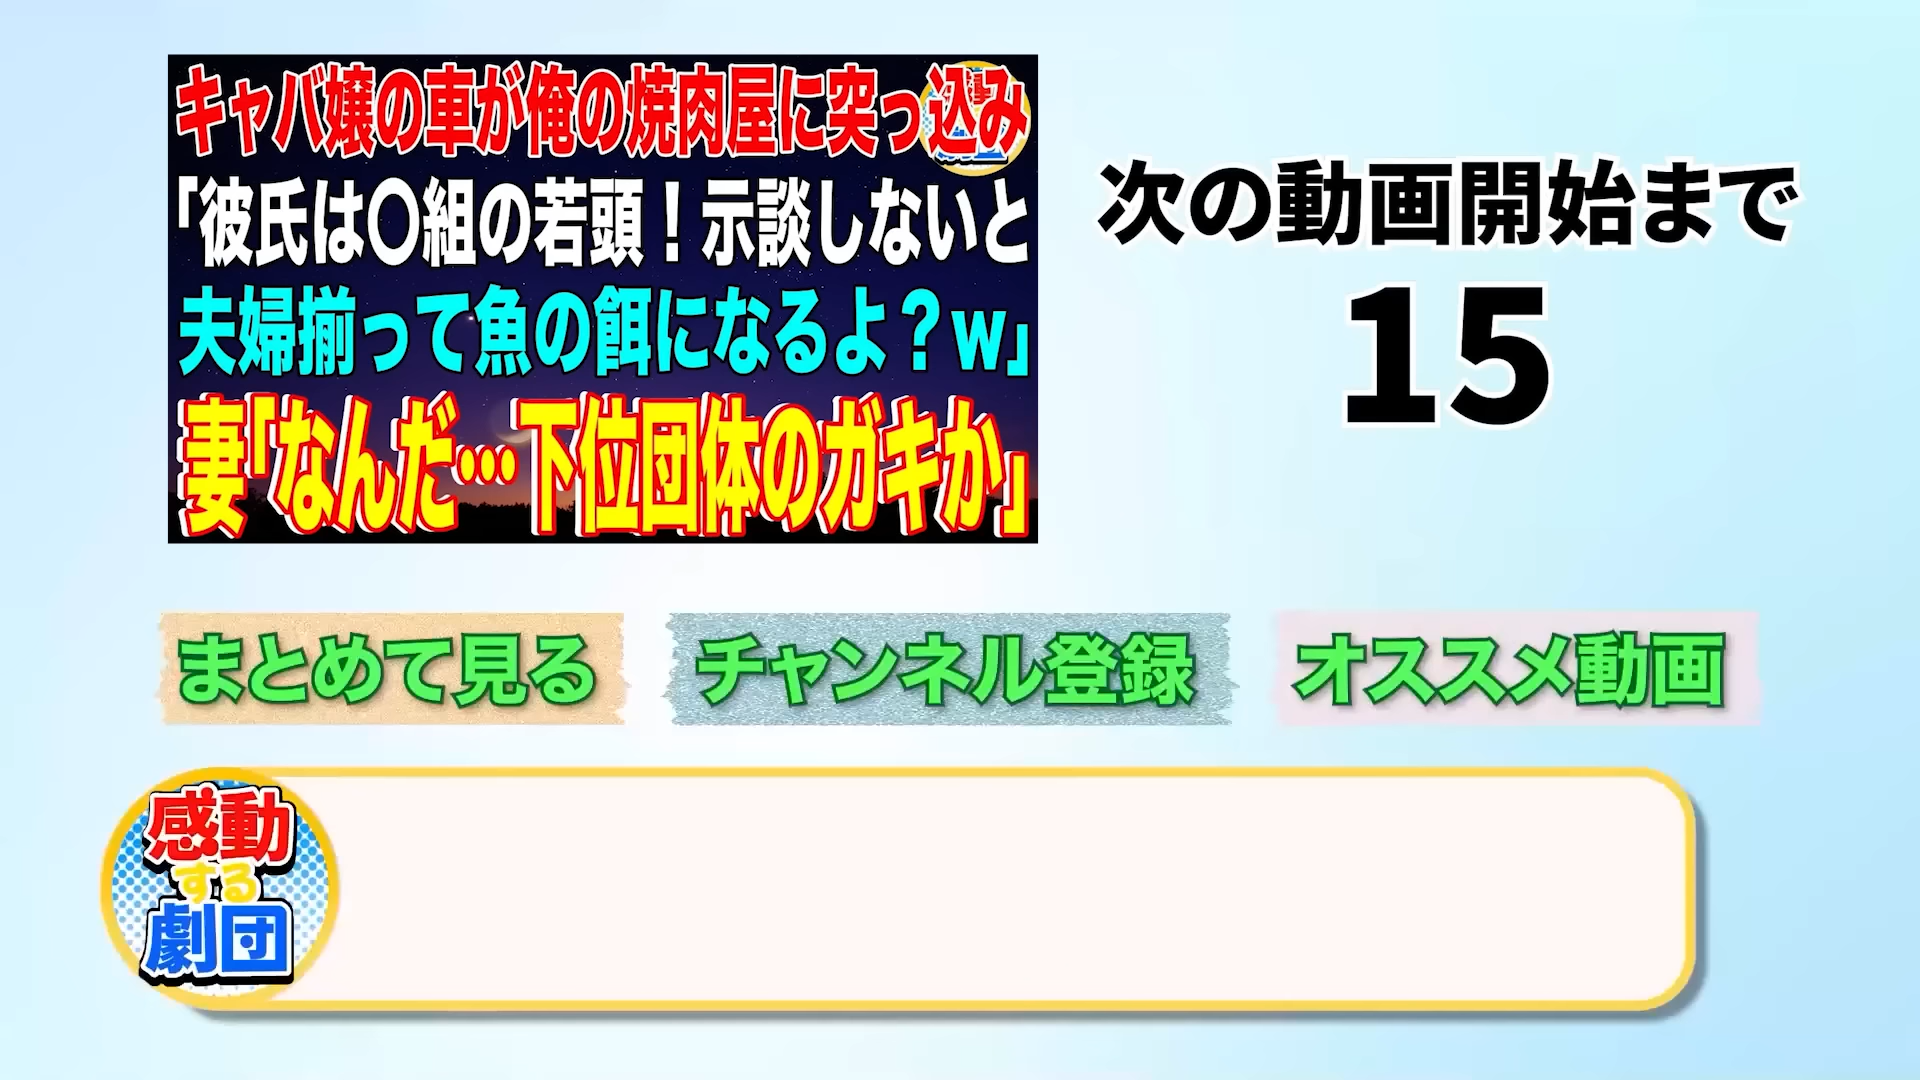 キャバ嬢の車が俺の焼肉屋に突っ込み
「彼氏は〇組の若頭！示談しないと
夫婦揃って魚の餌になるよ？w」
妻「なんだ…下位団体のガキか」
次の動画開始まで
15
まとめて見る
チャンネル登録
オススメ動画
感動
する
劇団